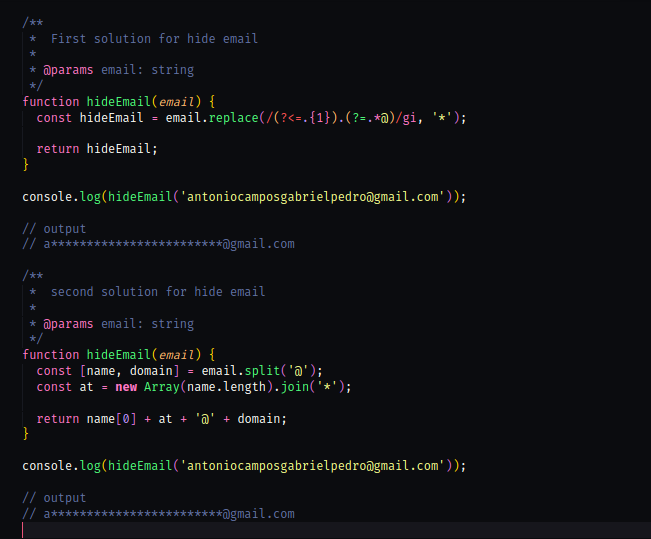 /**
 *  First solution for hide email
 *
 * @params email: string
 */
function hideEmail(email) {
  const hideEmail = email.replace(/(?<=.{1}).(?=.*@)/gi, '*');
  return hideEmail;
}
console.log(hideEmail('antoniocamposgabrielpedro@gmail.com'));
// output
// a************************@gmail.com
/**
 *  second solution for hide email
 *
 * @params email: string
 */
function hideEmail(email) {
  const [name, domain] = email.split('@');
  const at = new Array(name.length).join('*');
  return name[0] + at + '@' + domain;
}
console.log(hideEmail('antoniocamposgabrielpedro@gmail.com'));
// output
// a************************@gmail.com